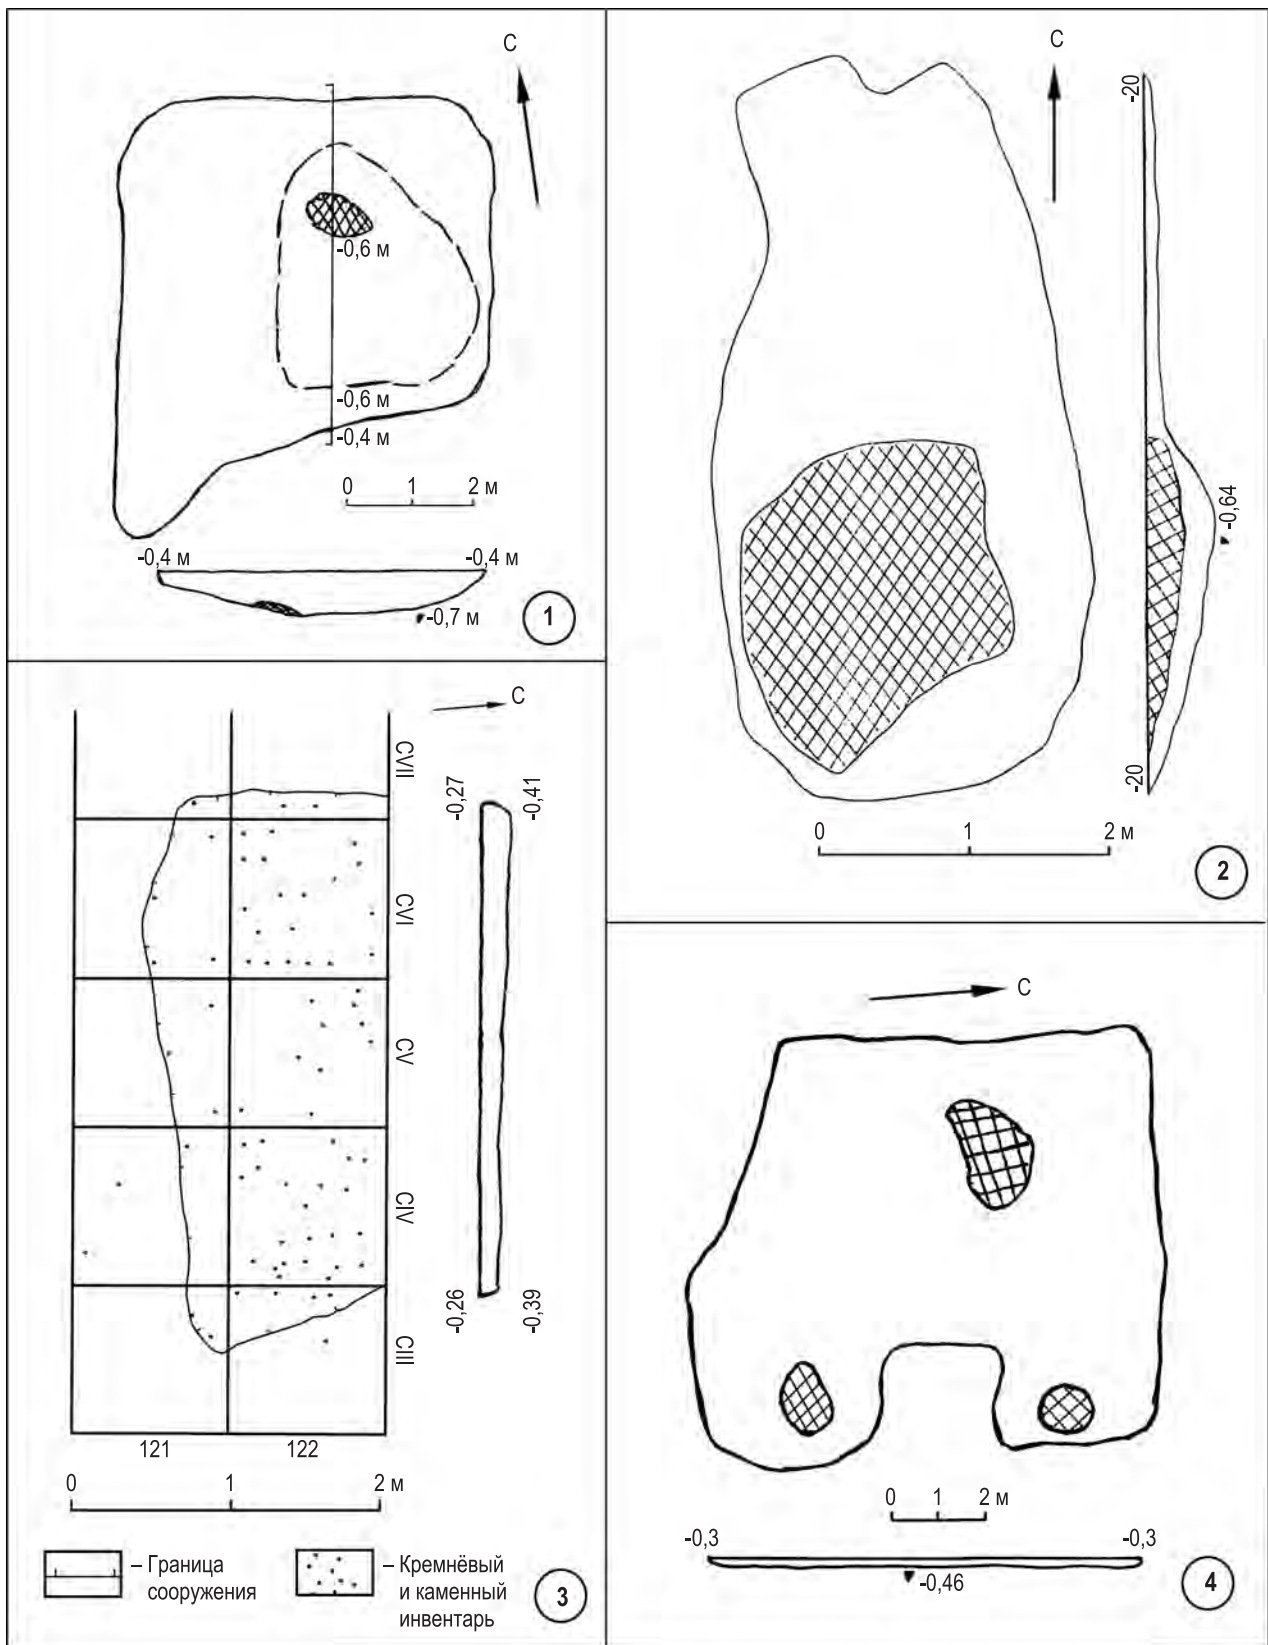 С
-0,6 м
-0,6 м
-0,4 м
0 1 2 м
-0,4 м -0,4 м
-0,7 м
1
С
-20
-0,64
-20
0 1 2 м
2
С
CVII
-0,27 -0,41
CVI
CV
CIV
-0,26 -0,39
CIII
121 122
0 1 2 м
– Граница
сооружения
– Кремнёвый
и каменный
инвентарь
3
С
0 1 2 м
-0,3 -0,3
-0,46
4